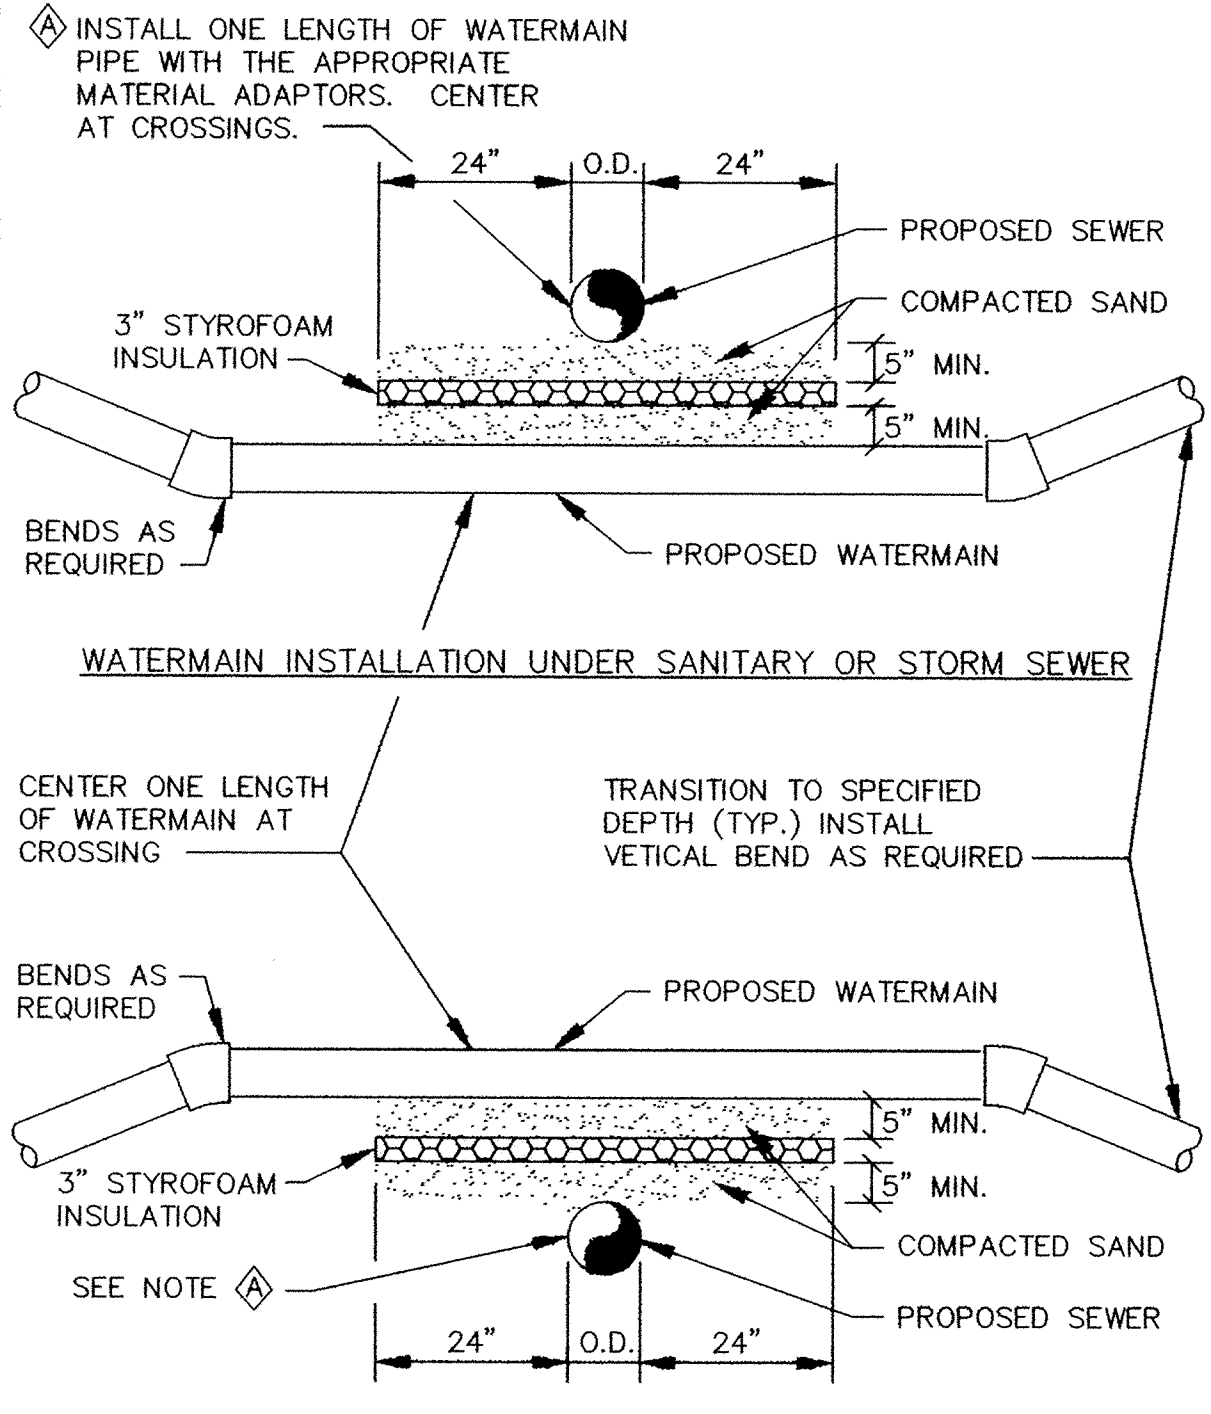 A INSTALL ONE LENGTH OF WATERMAIN
PIPE WITH THE APPROPRIATE
MATERIAL ADAPTORS. CENTER
AT CROSSINGS.
24" O.D. 24"
PROPOSED SEWER
COMPACTED SAND
3" STYROFOAM
INSULATION
5" MIN.
5" MIN.
BENDS AS
REQUIRED
PROPOSED WATERMAIN
WATERMAIN INSTALLATION UNDER SANITARY OR STORM SEWER
CENTER ONE LENGTH
OF WATERMAIN AT
CROSSING
TRANSITION TO SPECIFIED
DEPTH (TYP.) INSTALL
VETICAL BEND AS REQUIRED
BENDS AS
REQUIRED
PROPOSED WATERMAIN
5" MIN.
3" STYROFOAM
INSULATION
5" MIN.
COMPACTED SAND
SEE NOTE A
PROPOSED SEWER
24" O.D. 24"